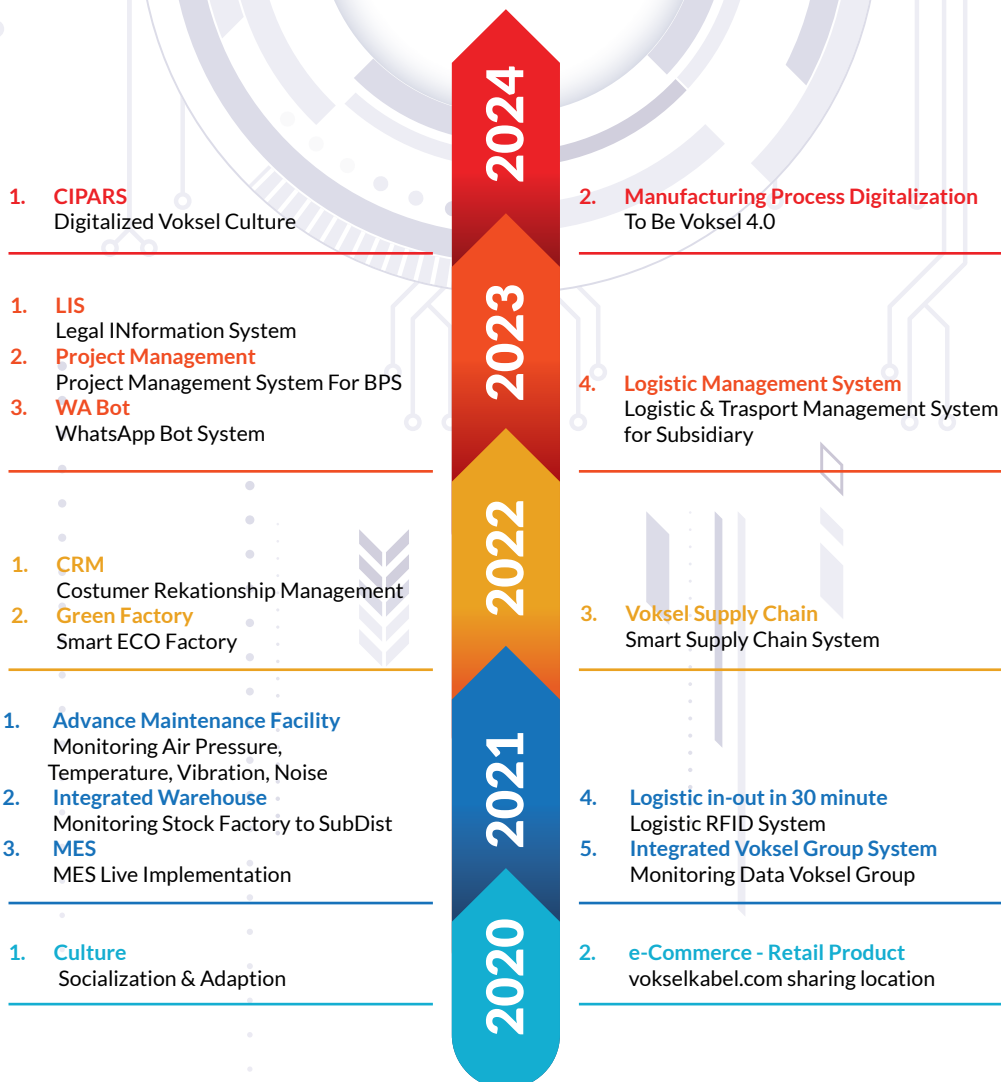 2024
1. CIPARS
Digitalized Voksel Culture
2. Manufacturing Process Digitalization
To Be Voksel 4.0
2023
1. LIS
Legal INformation System
2. Project Management
Project Management System For BPS
3. WA Bot
WhatsApp Bot System
4. Logistic Management System
Logistic & Trasport Management System
for Subsidiary
2022
1. CRM
Costumer Rekationship Management
2. Green Factory
Smart ECO Factory
3. Voksel Supply Chain
Smart Supply Chain System
2021
1. Advance Maintenance Facility
Monitoring Air Pressure,
Temperature, Vibration, Noise
2. Integrated Warehouse
Monitoring Stock Factory to SubDist
3. MES
MES Live Implementation
4. Logistic in-out in 30 minute
Logistic RFID System
5. Integrated Voksel Group System
Monitoring Data Voksel Group
2020
1. Culture
Socialization & Adaption
2. e-Commerce - Retail Product
vokselkabel.com sharing location